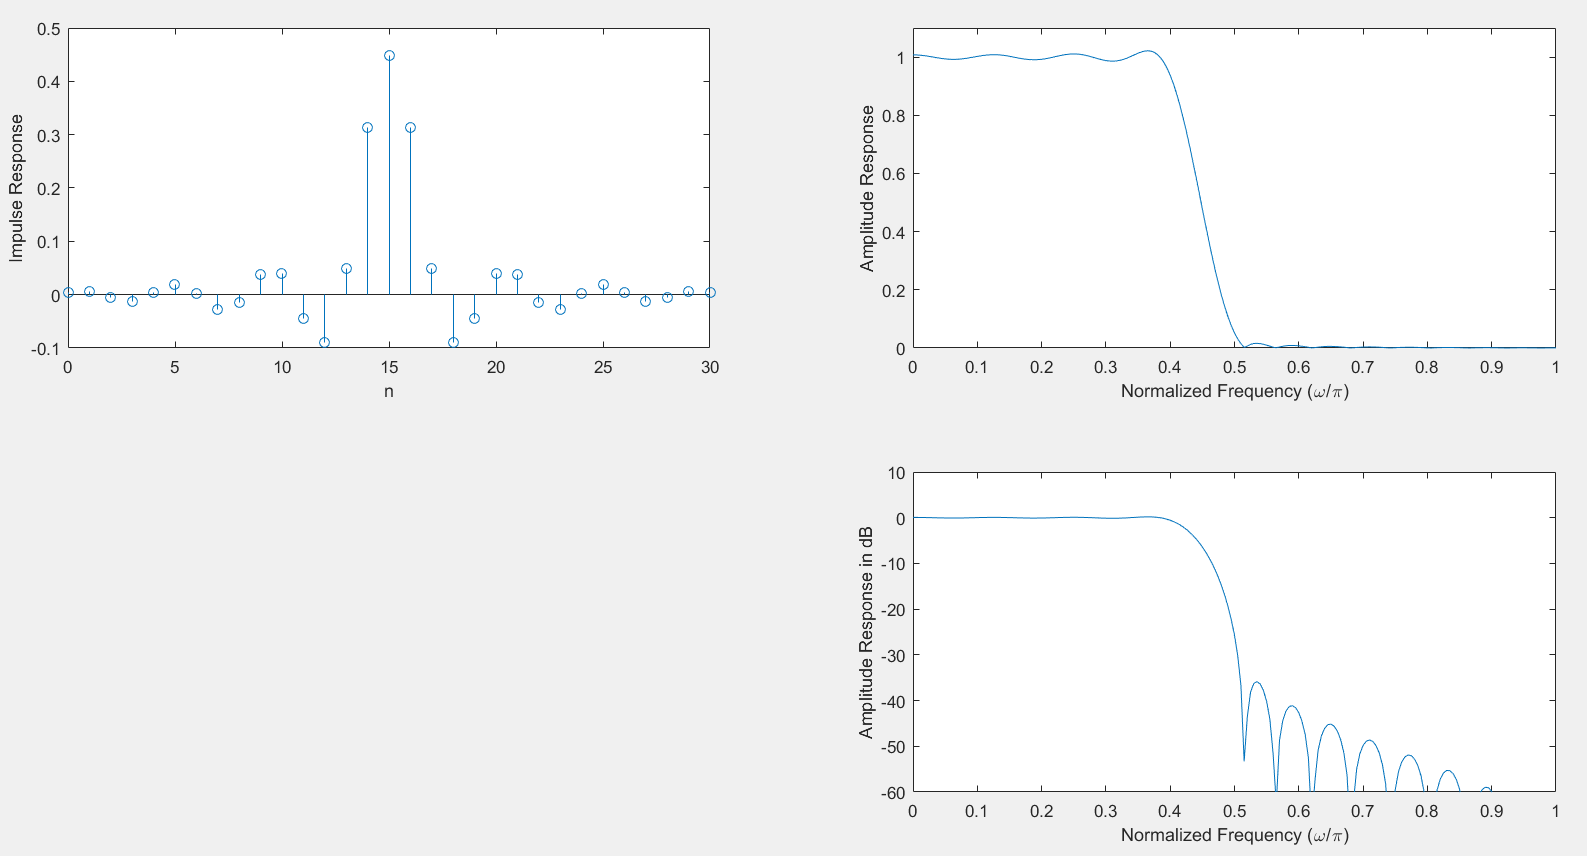 Impulse Response
0.5
0.4
0.3
0.2
0.1
0
-0.1
0 5 10 15 20 25 30
n
Amplitude Response
1
0.8
0.6
0.4
0.2
0
0 0.1 0.2 0.3 0.4 0.5 0.6 0.7 0.8 0.9 1
Normalized Frequency (ω/π)
Amplitude Response in dB
10
0
-10
-20
-30
-40
-50
-60
0 0.1 0.2 0.3 0.4 0.5 0.6 0.7 0.8 0.9 1
Normalized Frequency (ω/π)